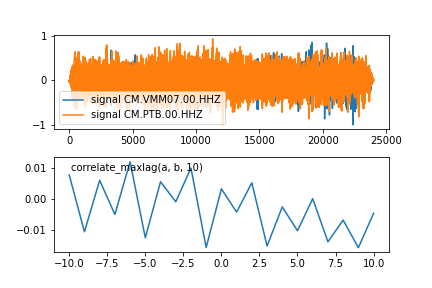 1
0
−1
signal CM.VMM07.00.HHZ
signal CM.PTB.00.HHZ
0 5000 10000 15000 20000 25000
correlate_maxlag(a, b, 10)
0.01
0.00
−0.01
−10.0 −7.5 −5.0 −2.5 0.0 2.5 5.0 7.5 10.0